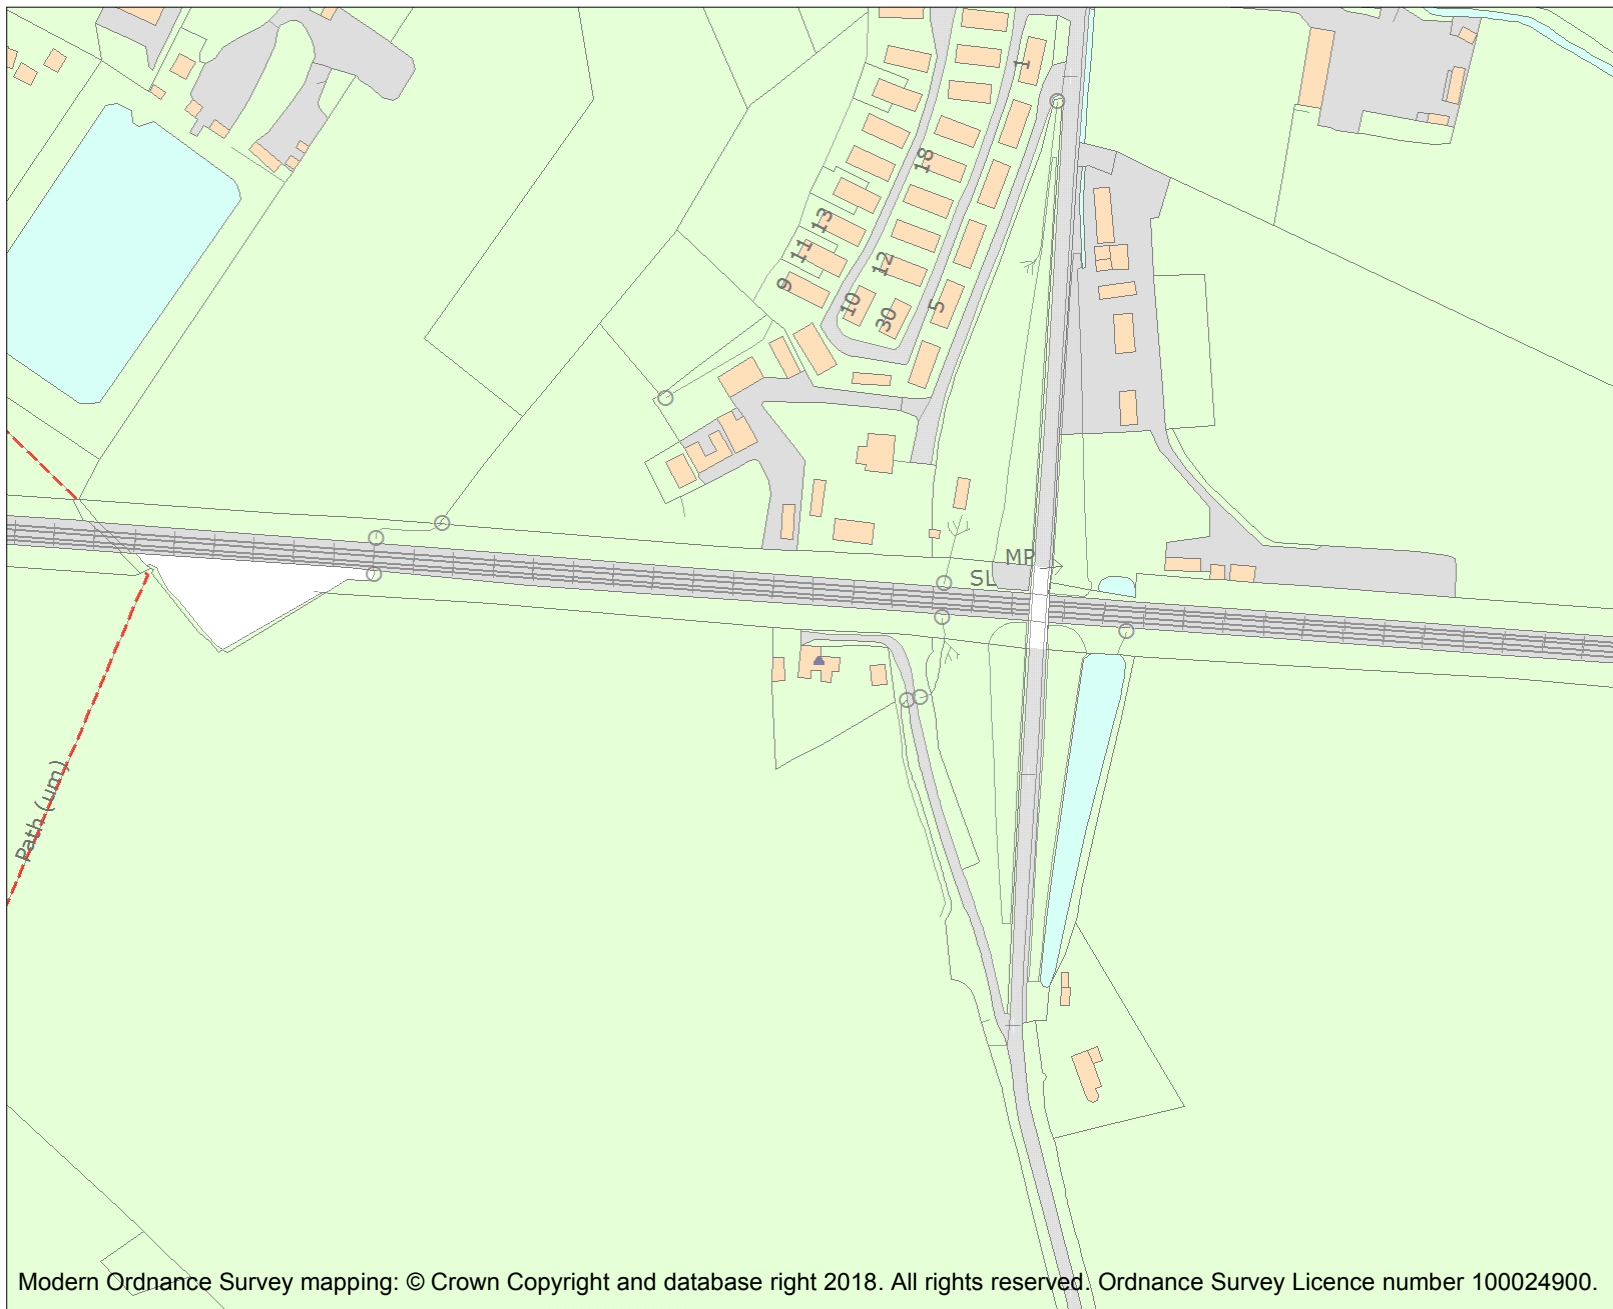 1
18
13
11
12
9
10
30
5
MP
SL
Path (um)
Modern Ordnance Survey mapping: © Crown Copyright and database right 2018. All rights reserved. Ordnance Survey Licence number 100024900.